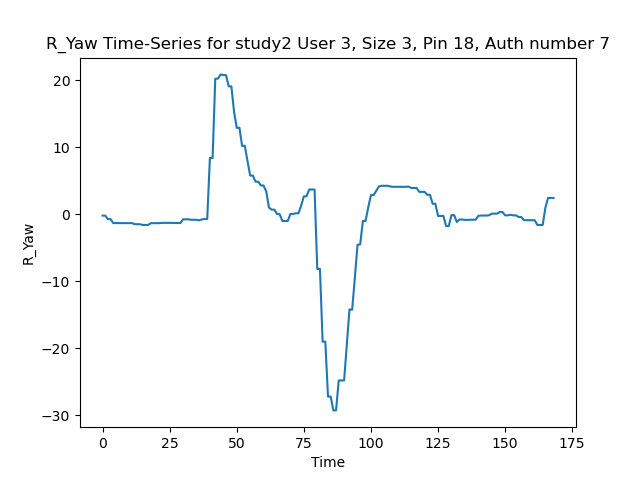 R_Yaw Time-Series for study2 User 3, Size 3, Pin 18, Auth number 7
20
10
0
−10
−20
−30
R_Yaw
0 25 50 75 100 125 150 175
Time